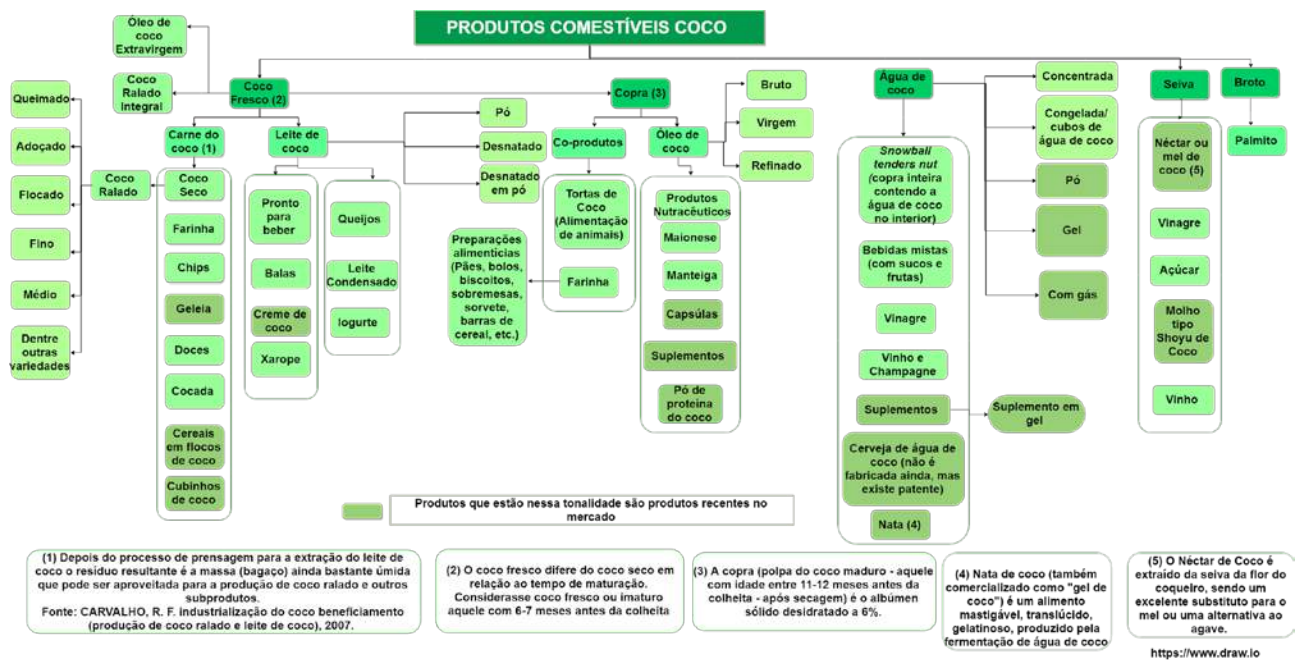 PRODUTOS COMESTÍVEIS COCO
Óleo de
coco
Extravirgem
Coco
Ralado
Integral
Coco
Fresco (2)
Copra (3)
Água de
coco
Seiva
Broto
Queimado
Adoçado
Flocado
Fino
Médio
Dentre
outras
variedades
Coco
Ralado
Carne do
coco (1)
Coco
Seco
Farinha
Chips
Geleia
Doces
Cocada
Cereais
em flocos
de coco
Cubinhos
de coco
Leite de
coco
Pronto
para
beber
Balas
Creme de
coco
Xarope
Queijos
Leite
Condensado
Iogurte
Pó
Desnatado
Desnatado
em pó
Co-produtos
Tortas de
Coco
(Alimentação
de animais)
Farinha
Preparações
alimenticias
(Pães, bolos,
biscoitos,
sobremesas,
sorvete,
barras de
cereal, etc.)
Óleo de
coco
Bruto
Virgem
Refinado
Produtos
Nutracêuticos
Maionese
Manteiga
Capsúlas
Suplementos
Pó de
proteina
do coco
Snowball
tenders nut
(copra inteira
contendo a
água de coco
no interior)
Bebidas mistas
(com sucos e
frutas)
Vinagre
Vinho e
Champagne
Suplementos
Suplemento em
gel
Cerveja de água de
coco (não é
fabricada ainda, mas
existe patente)
Nata (4)
Concentrada
Congelada/
cubos de
água de coco
Pó
Gel
Com gás
Néctar ou
mel de
coco (5)
Vinagre
Açúcar
Molho
tipo
Shoyu de
Coco
Vinho
Palmito
Produtos que estão nessa tonalidade são produtos recentes no
mercado
(1) Depois do processo de prensagem para a extração do leite de
coco o resíduo resultante é a massa (bagaço) ainda bastante úmida
que pode ser aproveitada para a produção de coco ralado e outros
subprodutos.
Fonte: CARVALHO, R. F. industrialização do coco beneficiamento
(produção de coco ralado e leite de coco), 2007.
(2) O coco fresco difere do coco seco em
relação ao tempo de maturação.
Considerasse coco fresco ou imaturo
aquele com 6-7 meses antes da colheita
(3) A copra (polpa do coco maduro - aquele
com idade entre 11-12 meses antes da
colheita - após secagem) é o albúmen
sólido desidratado a 6%.
(4) Nata de coco (também
comercializado como "gel de
coco") é um alimento
mastigável, translúcido,
gelatinoso, produzido pela
fermentação de água de coco
(5) O Néctar de Coco é
extraído da seiva da flor do
coqueiro, sendo um
excelente substituto para o
mel ou uma alternativa ao
agave.
https://www.draw.io